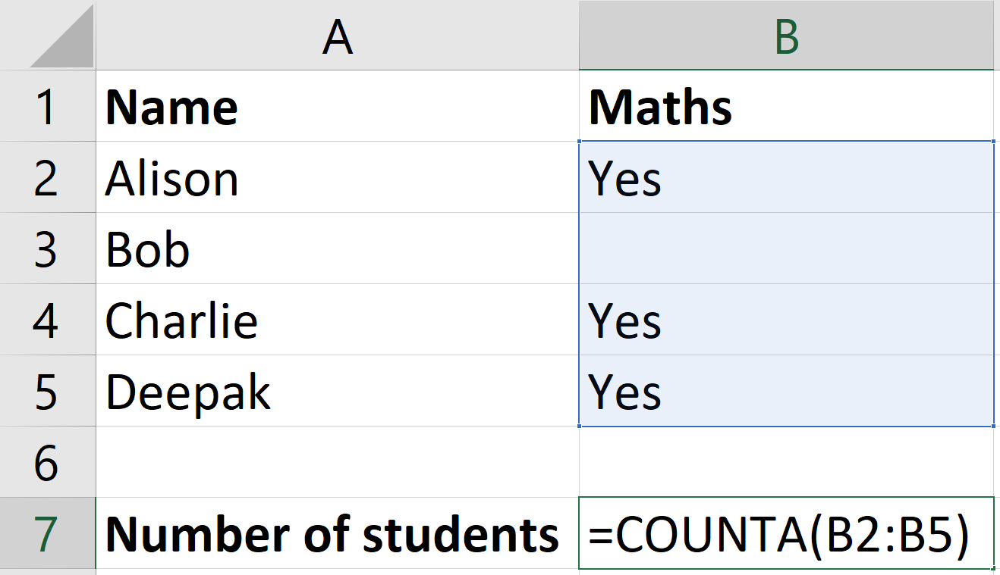 A B
1 Name Maths
2 Alison Yes
3 Bob
4 Charlie Yes
5 Deepak Yes
6
7 Number of students =COUNTA(B2:B5)